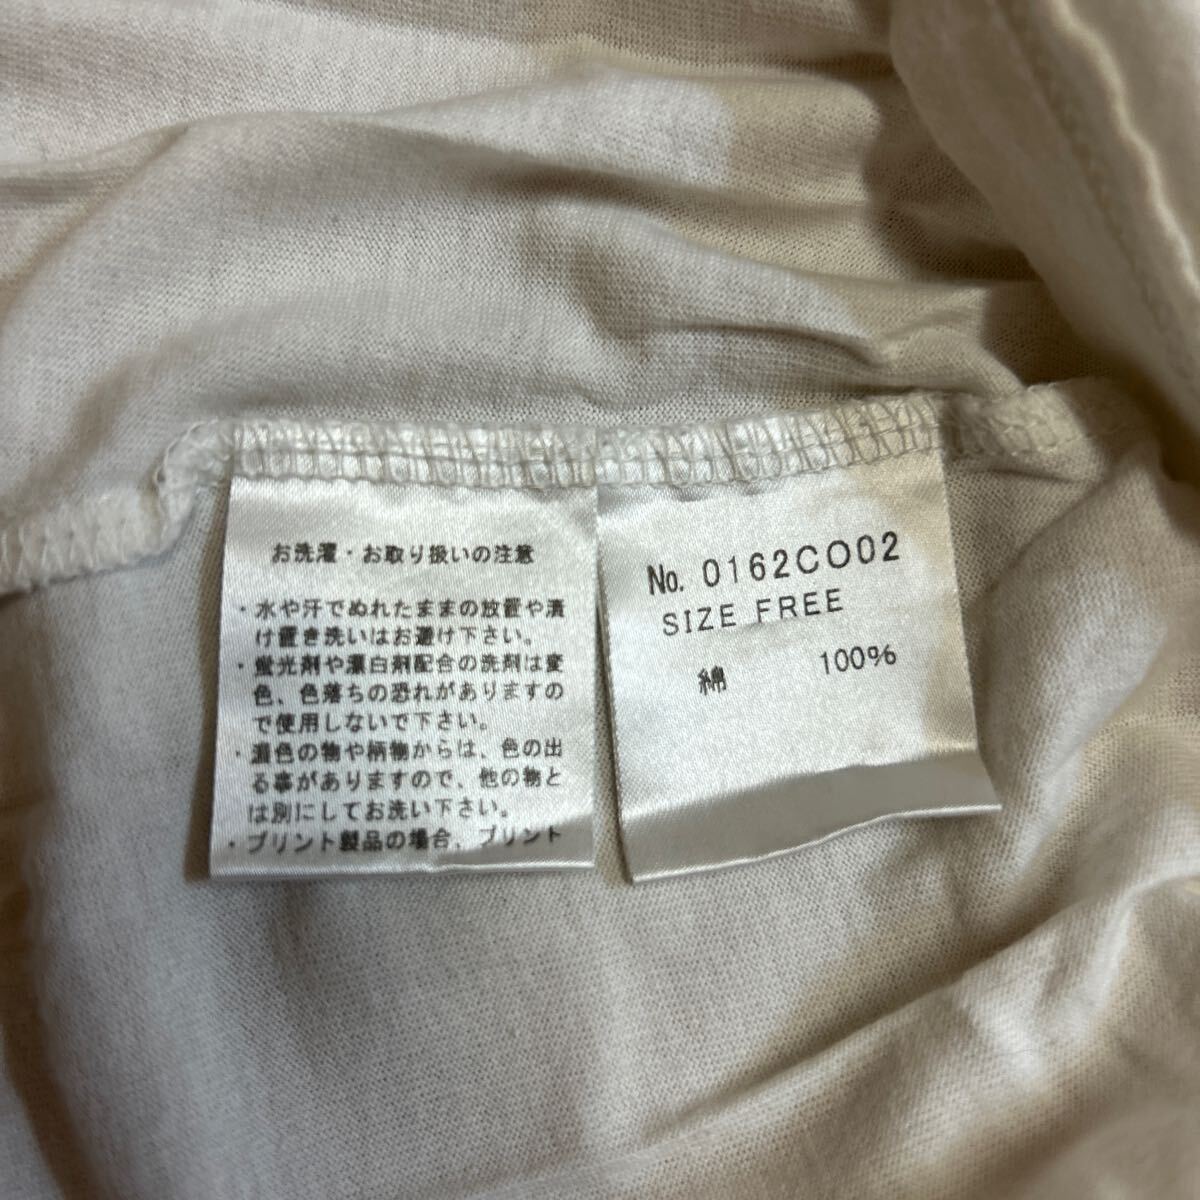 お洗濯・お取り扱いの注意
・水や汗でぬれたままの放置や漬
け置き洗いはお避け下さい。
・蛍光剤や漂白剤配合の洗剤は変
色、色落ちの恐れがありますの
で使用しないで下さい。
・濃色の物や柄物からは、色の出
る事がありますので、他の物と
は別にしてお洗い下さい。
・プリント製品の場合、プリント
No. 0162CO02
SIZE FREE
綿 100%